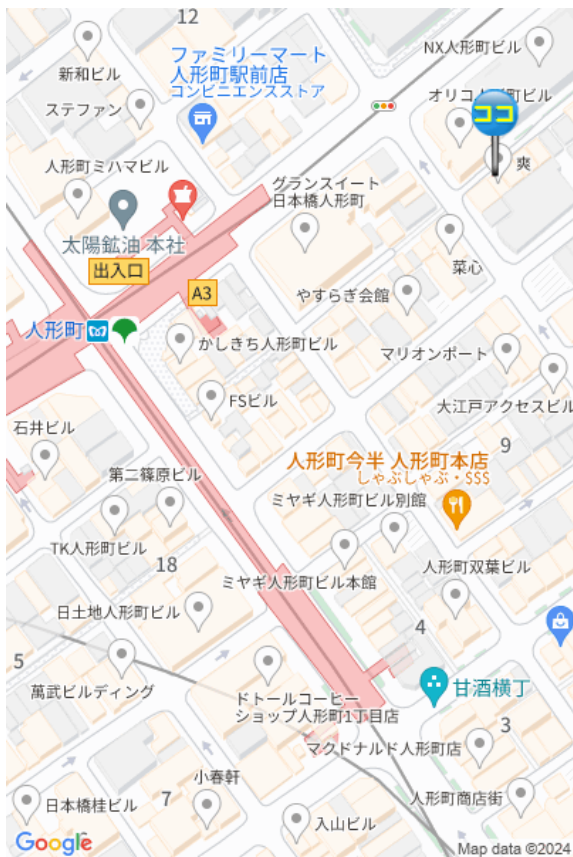 12
新和ビル
ファミリーマート
人形町駅前店
コンビニエンスストア
NX人形町ビル
ステファン
オリコ人形町ビル
ココ
爽
人形町ミハマビル
グランスイート
日本橋人形町
太陽鉱油 本社
出入口
菜心
A3
やすらぎ会館
人形町
かしきち人形町ビル
マリオンポート
FSビル
大江戸アクセスビル
石井ビル
9
人形町今半 人形町本店
しゃぶしゃぶ・SSS
第二篠原ビル
ミヤギ人形町ビル別館
TK人形町ビル
18
人形町双葉ビル
ミヤギ人形町ビル本館
日土地人形町ビル
4
5
萬武ビルディング
甘酒横丁
ドトールコーヒー
ショップ人形町1丁目店
3
マクドナルド人形町店
小春軒
7
日本橋桂ビル
人形町商店街
入山ビル
Google
Map data ©2024